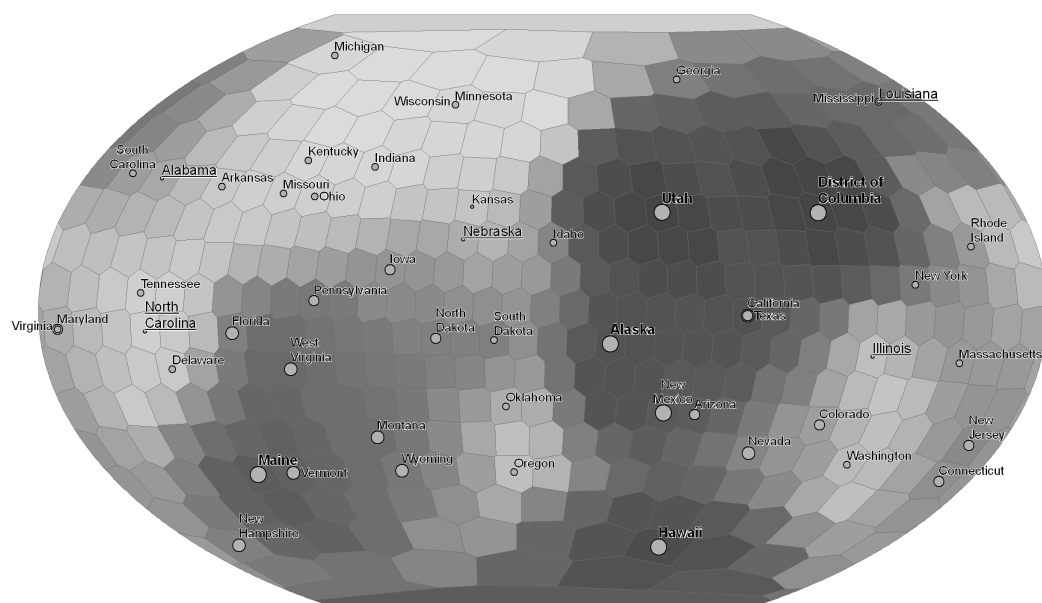 Michigan
Georgia
Wisconsin
Minnesota
Mississippi
Louisiana
South
Carolina
Alabama
Arkansas
Kentucky
Indiana
Missouri
Ohio
Kansas
Utah
District of
Columbia
Nebraska
Idaho
Rhode
Island
Iowa
Tennessee
Pennsylvania
New York
Virginia
Maryland
North
Carolina
Florida
North
Dakota
South
Dakota
California
Texas
Alaska
West
Virginia
Delaware
Illinois
Massachusetts
Oklahoma
New
Mexico
Arizona
Colorado
Montana
Nevada
New
Jersey
Maine
Vermont
Wyoming
Oregon
Washington
Connecticut
New
Hampshire
Hawaii